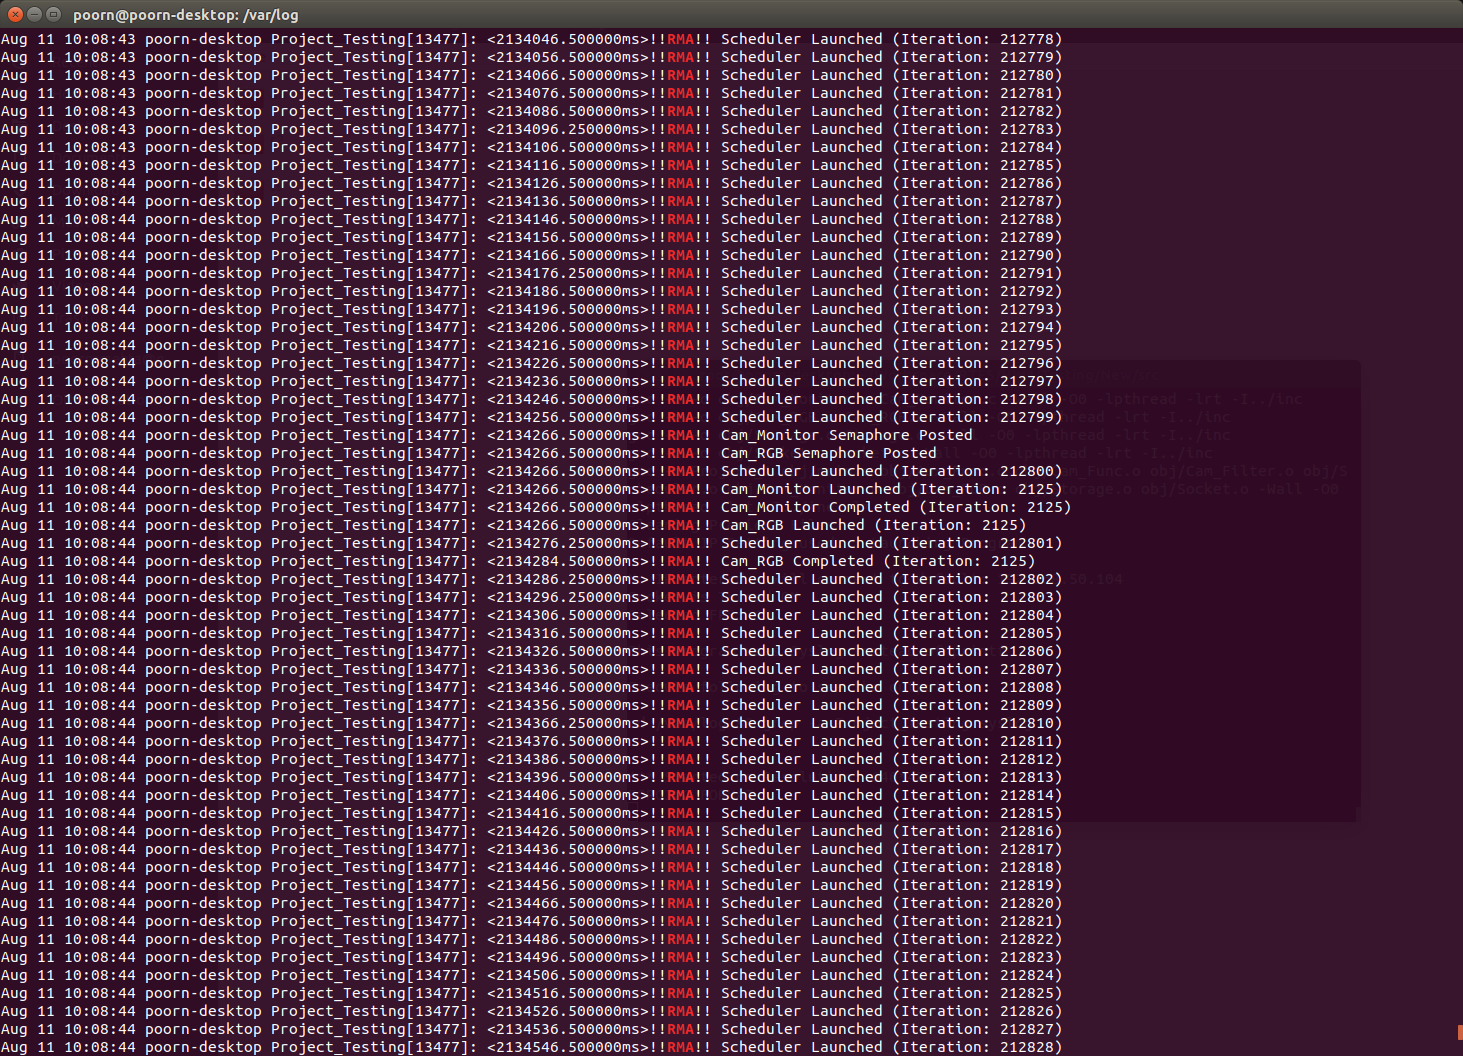 poorn@poorn-desktop: /var/log
Aug 11 10:08:43 poorn-desktop Project_Testing[13477]: <2134046.500000ms>!!RMA!! Scheduler Launched (Iteration: 212778)
Aug 11 10:08:43 poorn-desktop Project_Testing[13477]: <2134056.500000ms>!!RMA!! Scheduler Launched (Iteration: 212779)
Aug 11 10:08:43 poorn-desktop Project_Testing[13477]: <2134066.500000ms>!!RMA!! Scheduler Launched (Iteration: 212780)
Aug 11 10:08:43 poorn-desktop Project_Testing[13477]: <2134076.500000ms>!!RMA!! Scheduler Launched (Iteration: 212781)
Aug 11 10:08:43 poorn-desktop Project_Testing[13477]: <2134086.500000ms>!!RMA!! Scheduler Launched (Iteration: 212782)
Aug 11 10:08:43 poorn-desktop Project_Testing[13477]: <2134096.250000ms>!!RMA!! Scheduler Launched (Iteration: 212783)
Aug 11 10:08:43 poorn-desktop Project_Testing[13477]: <2134106.500000ms>!!RMA!! Scheduler Launched (Iteration: 212784)
Aug 11 10:08:43 poorn-desktop Project_Testing[13477]: <2134116.500000ms>!!RMA!! Scheduler Launched (Iteration: 212785)
Aug 11 10:08:44 poorn-desktop Project_Testing[13477]: <2134126.500000ms>!!RMA!! Scheduler Launched (Iteration: 212786)
Aug 11 10:08:44 poorn-desktop Project_Testing[13477]: <2134136.500000ms>!!RMA!! Scheduler Launched (Iteration: 212787)
Aug 11 10:08:44 poorn-desktop Project_Testing[13477]: <2134146.500000ms>!!RMA!! Scheduler Launched (Iteration: 212788)
Aug 11 10:08:44 poorn-desktop Project_Testing[13477]: <2134156.500000ms>!!RMA!! Scheduler Launched (Iteration: 212789)
Aug 11 10:08:44 poorn-desktop Project_Testing[13477]: <2134166.500000ms>!!RMA!! Scheduler Launched (Iteration: 212790)
Aug 11 10:08:44 poorn-desktop Project_Testing[13477]: <2134176.250000ms>!!RMA!! Scheduler Launched (Iteration: 212791)
Aug 11 10:08:44 poorn-desktop Project_Testing[13477]: <2134186.500000ms>!!RMA!! Scheduler Launched (Iteration: 212792)
Aug 11 10:08:44 poorn-desktop Project_Testing[13477]: <2134196.500000ms>!!RMA!! Scheduler Launched (Iteration: 212793)
Aug 11 10:08:44 poorn-desktop Project_Testing[13477]: <2134206.500000ms>!!RMA!! Scheduler Launched (Iteration: 212794)
Aug 11 10:08:44 poorn-desktop Project_Testing[13477]: <2134216.500000ms>!!RMA!! Scheduler Launched (Iteration: 212795)
Aug 11 10:08:44 poorn-desktop Project_Testing[13477]: <2134226.500000ms>!!RMA!! Scheduler Launched (Iteration: 212796)
Aug 11 10:08:44 poorn-desktop Project_Testing[13477]: <2134236.500000ms>!!RMA!! Scheduler Launched (Iteration: 212797)
Aug 11 10:08:44 poorn-desktop Project_Testing[13477]: <2134246.500000ms>!!RMA!! Scheduler Launched (Iteration: 212798)
Aug 11 10:08:44 poorn-desktop Project_Testing[13477]: <2134256.500000ms>!!RMA!! Scheduler Launched (Iteration: 212799)
Aug 11 10:08:44 poorn-desktop Project_Testing[13477]: <2134266.500000ms>!!RMA!! Cam_Monitor Semaphore Posted
Aug 11 10:08:44 poorn-desktop Project_Testing[13477]: <2134266.500000ms>!!RMA!! Cam_RGB Semaphore Posted
Aug 11 10:08:44 poorn-desktop Project_Testing[13477]: <2134266.500000ms>!!RMA!! Scheduler Launched (Iteration: 212800)
Aug 11 10:08:44 poorn-desktop Project_Testing[13477]: <2134266.500000ms>!!RMA!! Cam_Monitor Launched (Iteration: 2125)
Aug 11 10:08:44 poorn-desktop Project_Testing[13477]: <2134266.500000ms>!!RMA!! Cam_Monitor Completed (Iteration: 2125)
Aug 11 10:08:44 poorn-desktop Project_Testing[13477]: <2134266.500000ms>!!RMA!! Cam_RGB Launched (Iteration: 2125)
Aug 11 10:08:44 poorn-desktop Project_Testing[13477]: <2134276.250000ms>!!RMA!! Scheduler Launched (Iteration: 212801)
Aug 11 10:08:44 poorn-desktop Project_Testing[13477]: <2134284.500000ms>!!RMA!! Cam_RGB Completed (Iteration: 2125)
Aug 11 10:08:44 poorn-desktop Project_Testing[13477]: <2134286.250000ms>!!RMA!! Scheduler Launched (Iteration: 212802)
Aug 11 10:08:44 poorn-desktop Project_Testing[13477]: <2134296.250000ms>!!RMA!! Scheduler Launched (Iteration: 212803)
Aug 11 10:08:44 poorn-desktop Project_Testing[13477]: <2134306.500000ms>!!RMA!! Scheduler Launched (Iteration: 212804)
Aug 11 10:08:44 poorn-desktop Project_Testing[13477]: <2134316.500000ms>!!RMA!! Scheduler Launched (Iteration: 212805)
Aug 11 10:08:44 poorn-desktop Project_Testing[13477]: <2134326.500000ms>!!RMA!! Scheduler Launched (Iteration: 212806)
Aug 11 10:08:44 poorn-desktop Project_Testing[13477]: <2134336.500000ms>!!RMA!! Scheduler Launched (Iteration: 212807)
Aug 11 10:08:44 poorn-desktop Project_Testing[13477]: <2134346.500000ms>!!RMA!! Scheduler Launched (Iteration: 212808)
Aug 11 10:08:44 poorn-desktop Project_Testing[13477]: <2134356.500000ms>!!RMA!! Scheduler Launched (Iteration: 212809)
Aug 11 10:08:44 poorn-desktop Project_Testing[13477]: <2134366.250000ms>!!RMA!! Scheduler Launched (Iteration: 212810)
Aug 11 10:08:44 poorn-desktop Project_Testing[13477]: <2134376.500000ms>!!RMA!! Scheduler Launched (Iteration: 212811)
Aug 11 10:08:44 poorn-desktop Project_Testing[13477]: <2134386.500000ms>!!RMA!! Scheduler Launched (Iteration: 212812)
Aug 11 10:08:44 poorn-desktop Project_Testing[13477]: <2134396.500000ms>!!RMA!! Scheduler Launched (Iteration: 212813)
Aug 11 10:08:44 poorn-desktop Project_Testing[13477]: <2134406.500000ms>!!RMA!! Scheduler Launched (Iteration: 212814)
Aug 11 10:08:44 poorn-desktop Project_Testing[13477]: <2134416.500000ms>!!RMA!! Scheduler Launched (Iteration: 212815)
Aug 11 10:08:44 poorn-desktop Project_Testing[13477]: <2134426.500000ms>!!RMA!! Scheduler Launched (Iteration: 212816)
Aug 11 10:08:44 poorn-desktop Project_Testing[13477]: <2134436.500000ms>!!RMA!! Scheduler Launched (Iteration: 212817)
Aug 11 10:08:44 poorn-desktop Project_Testing[13477]: <2134446.500000ms>!!RMA!! Scheduler Launched (Iteration: 212818)
Aug 11 10:08:44 poorn-desktop Project_Testing[13477]: <2134456.500000ms>!!RMA!! Scheduler Launched (Iteration: 212819)
Aug 11 10:08:44 poorn-desktop Project_Testing[13477]: <2134466.500000ms>!!RMA!! Scheduler Launched (Iteration: 212820)
Aug 11 10:08:44 poorn-desktop Project_Testing[13477]: <2134476.500000ms>!!RMA!! Scheduler Launched (Iteration: 212821)
Aug 11 10:08:44 poorn-desktop Project_Testing[13477]: <2134486.500000ms>!!RMA!! Scheduler Launched (Iteration: 212822)
Aug 11 10:08:44 poorn-desktop Project_Testing[13477]: <2134496.500000ms>!!RMA!! Scheduler Launched (Iteration: 212823)
Aug 11 10:08:44 poorn-desktop Project_Testing[13477]: <2134506.500000ms>!!RMA!! Scheduler Launched (Iteration: 212824)
Aug 11 10:08:44 poorn-desktop Project_Testing[13477]: <2134516.500000ms>!!RMA!! Scheduler Launched (Iteration: 212825)
Aug 11 10:08:44 poorn-desktop Project_Testing[13477]: <2134526.500000ms>!!RMA!! Scheduler Launched (Iteration: 212826)
Aug 11 10:08:44 poorn-desktop Project_Testing[13477]: <2134536.500000ms>!!RMA!! Scheduler Launched (Iteration: 212827)
Aug 11 10:08:44 poorn-desktop Project_Testing[13477]: <2134546.500000ms>!!RMA!! Scheduler Launched (Iteration: 212828)